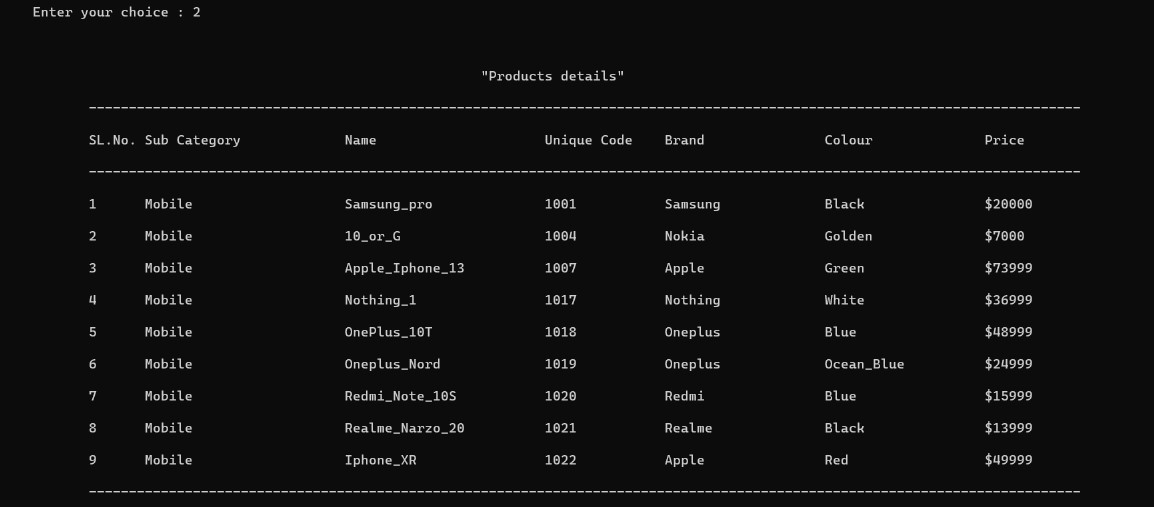 Enter your choice : 2
"Products details"
-----------------------------------------------------------------------------------------------------------------------------
SL.No. Sub Category Name Unique Code Brand Colour Price
-----------------------------------------------------------------------------------------------------------------------------
1 Mobile Samsung_pro 1001 Samsung Black $20000
2 Mobile 10_or_G 1004 Nokia Golden $7000
3 Mobile Apple_Iphone_13 1007 Apple Green $73999
4 Mobile Nothing_1 1017 Nothing White $36999
5 Mobile OnePlus_10T 1018 Oneplus Blue $48999
6 Mobile Oneplus_Nord 1019 Oneplus Ocean_Blue $24999
7 Mobile Redmi_Note_10S 1020 Redmi Blue $15999
8 Mobile Realme_Narzo_20 1021 Realme Black $13999
9 Mobile Iphone_XR 1022 Apple Red $49999
-----------------------------------------------------------------------------------------------------------------------------